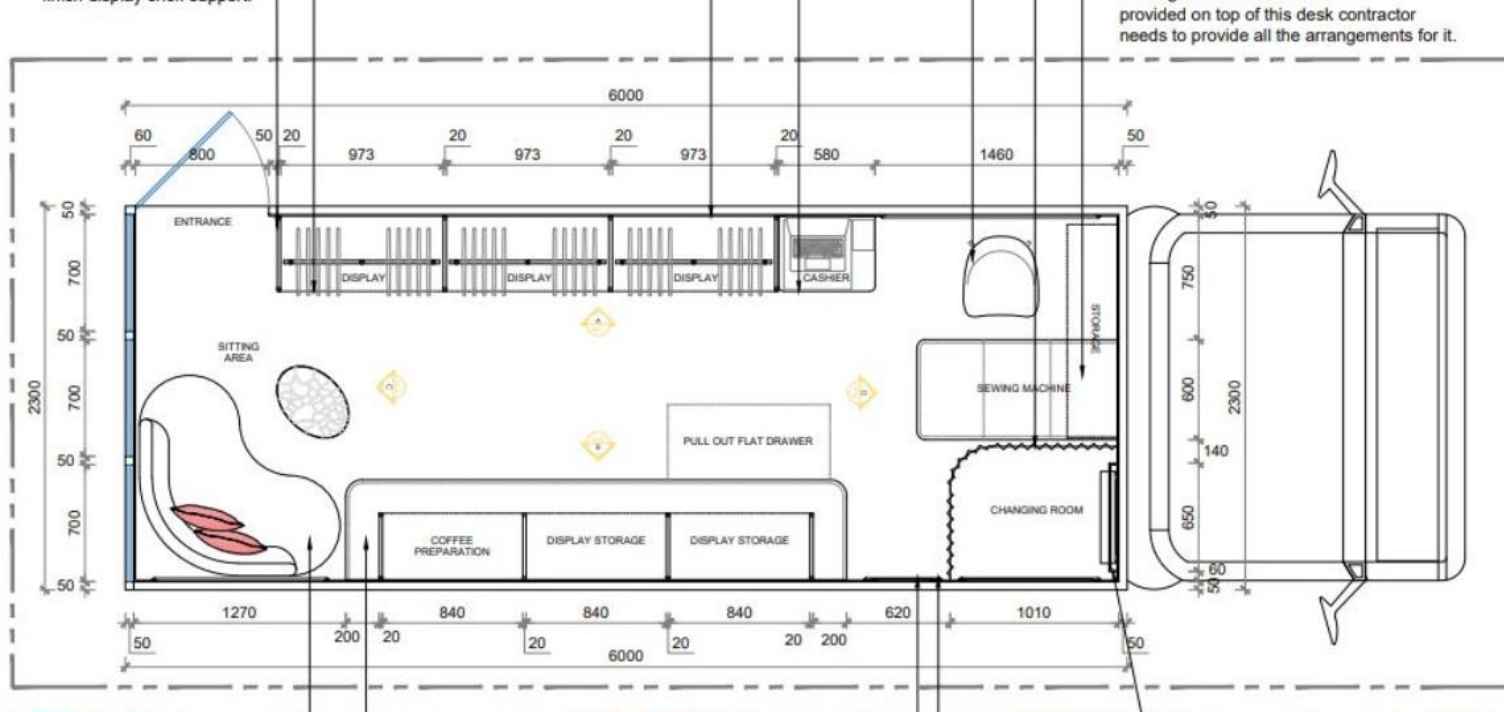 finish display shelf support.
provided on top of this desk contractor
needs to provide all the arrangements for it.
6000
60 50 20 20 20 20 50
800 973 973 973 580 1460
ENTRANCE
DISPLAY DISPLAY DISPLAY CASHIER
STORAGE
SITTING
AREA
A
C
D
B
SEWING MACHINE
PULL OUT FLAT DRAWER
COFFEE
PREPARATION
DISPLAY STORAGE
DISPLAY STORAGE
CHANGING ROOM
2300
50
700
50
700
50
700
50
50
750
600
2300
140
650
60
50
1270 840 840 840 620 1010
50 200 20 20 20 20 200 50
6000